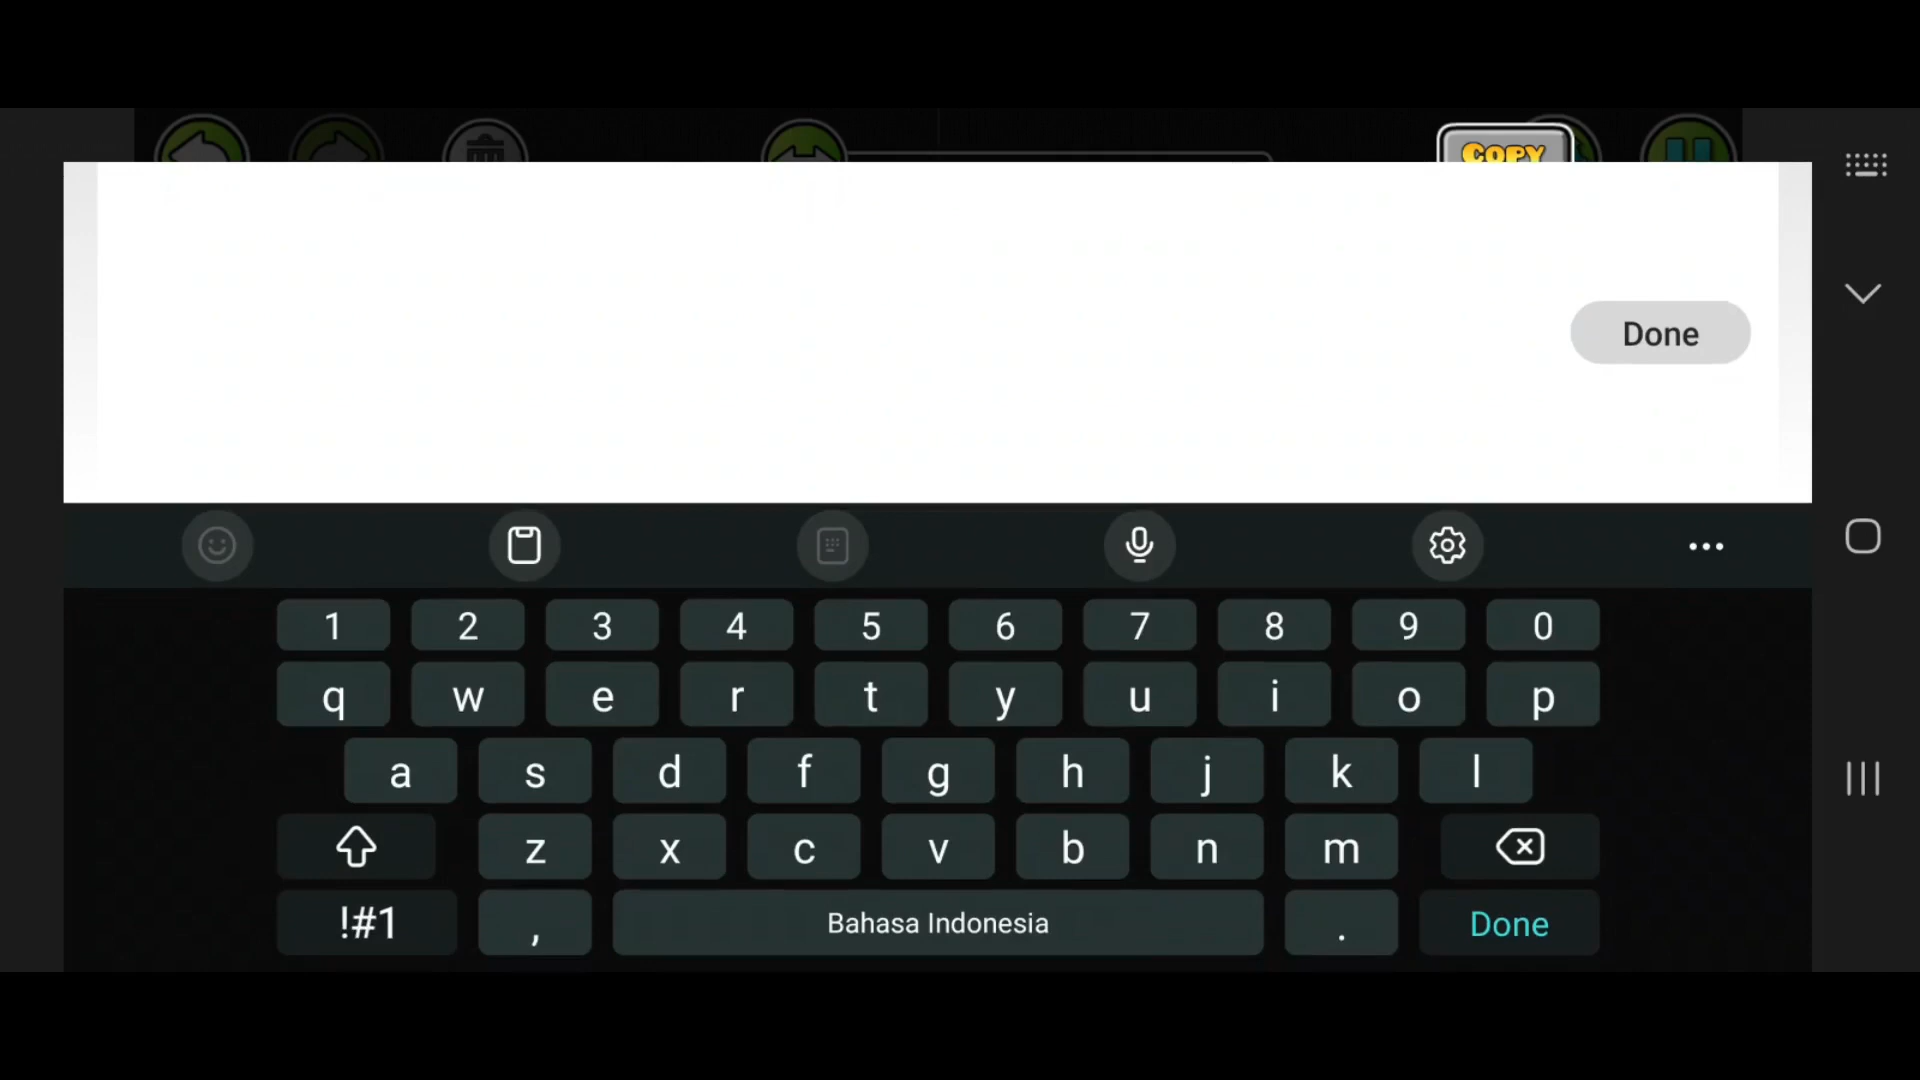 COPY
Done
1 2 3 4 5 6 7 8 9 0
q w e r t y u i o p
a s d f g h j k l
z x c v b n m
!#1 , Bahasa Indonesia . Done